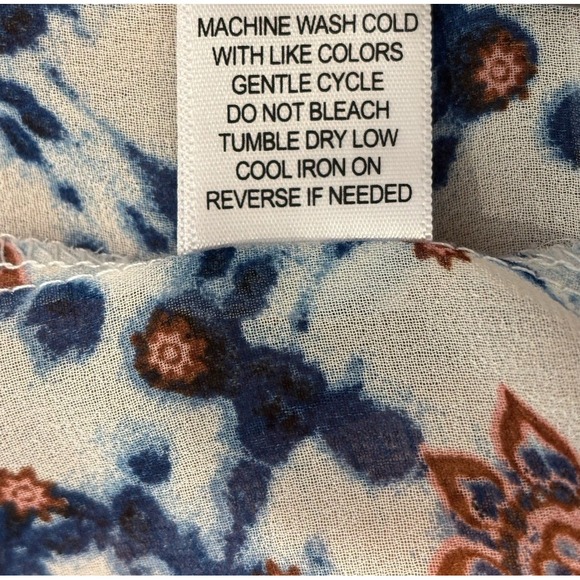 MACHINE WASH COLD
WITH LIKE COLORS
GENTLE CYCLE
DO NOT BLEACH
TUMBLE DRY LOW
COOL IRON ON
REVERSE IF NEEDED